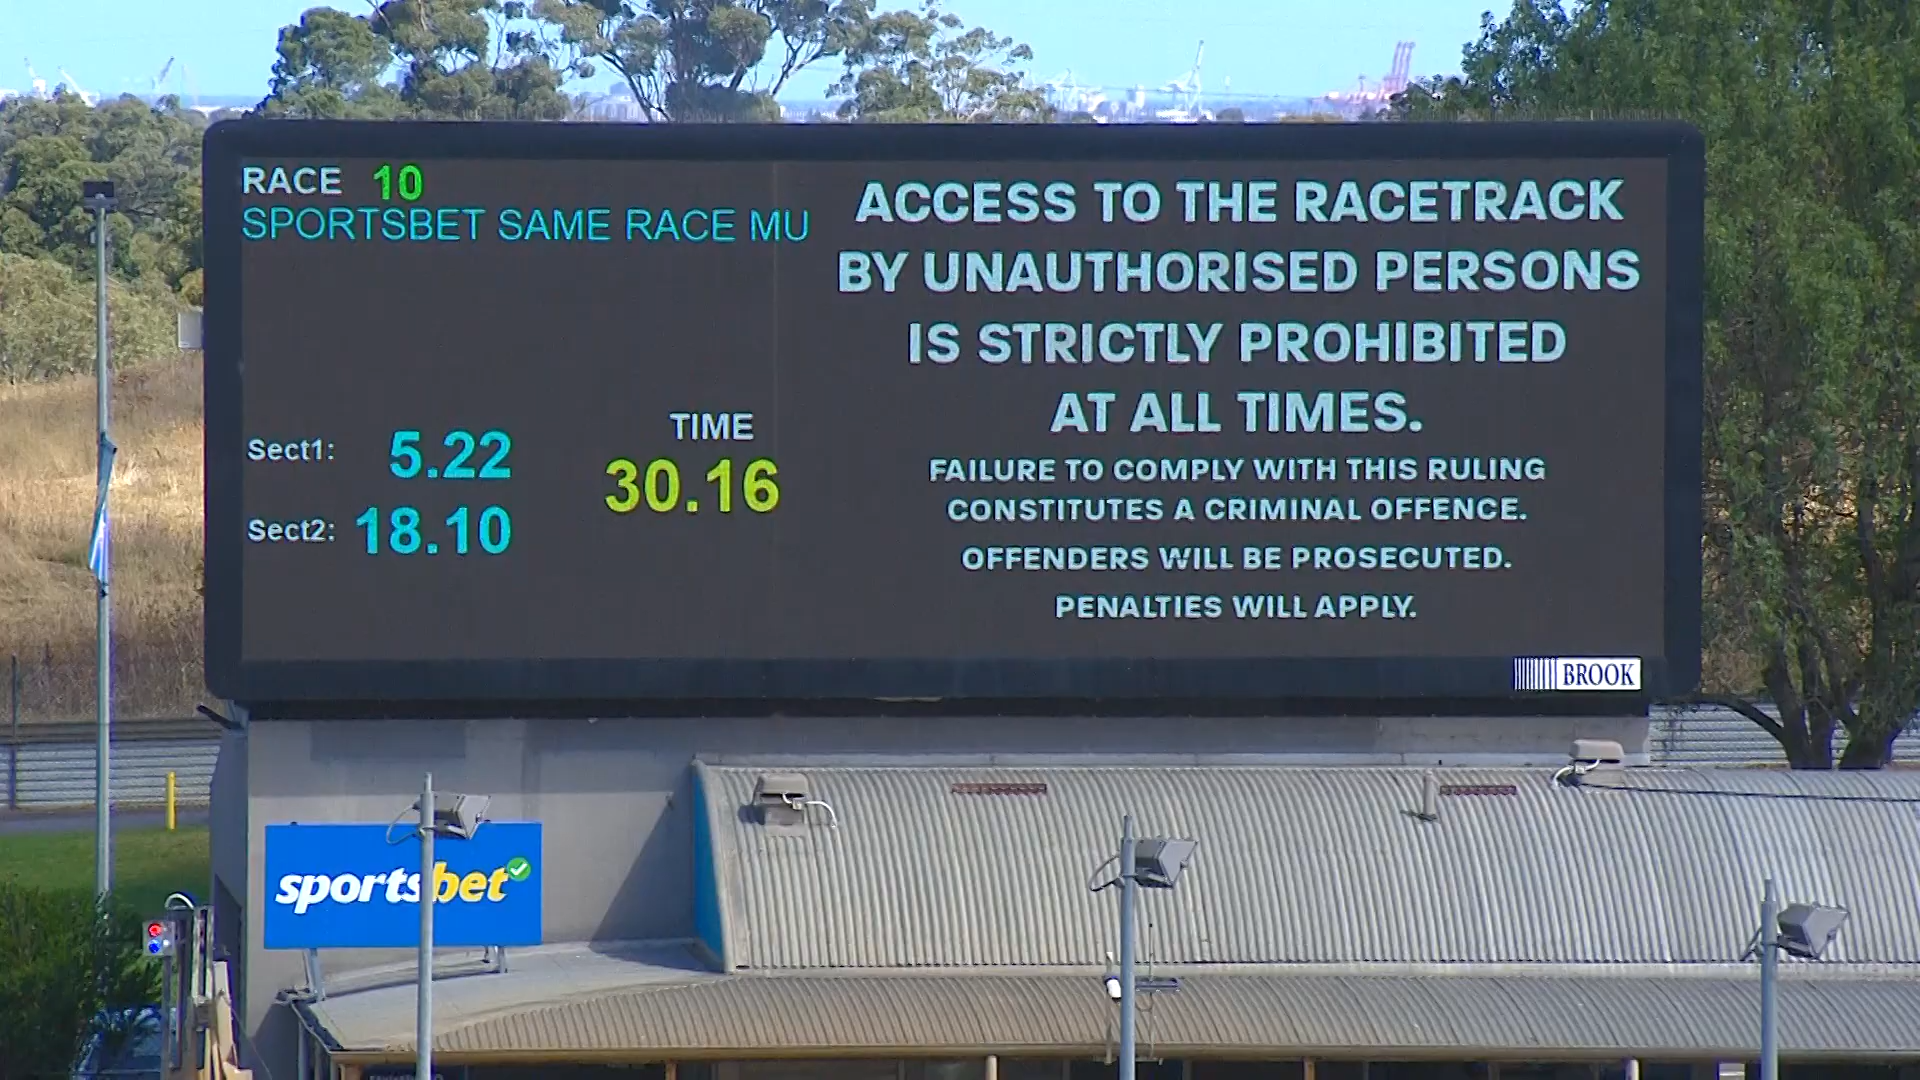 RACE 10
SPORTSBET SAME RACE MU
Sect1: 5.22
Sect2: 18.10
TIME
30.16
ACCESS TO THE RACETRACK
BY UNAUTHORISED PERSONS
IS STRICTLY PROHIBITED
AT ALL TIMES.
FAILURE TO COMPLY WITH THIS RULING
CONSTITUTES A CRIMINAL OFFENCE.
OFFENDERS WILL BE PROSECUTED.
PENALTIES WILL APPLY.
BROOK
sportsbet